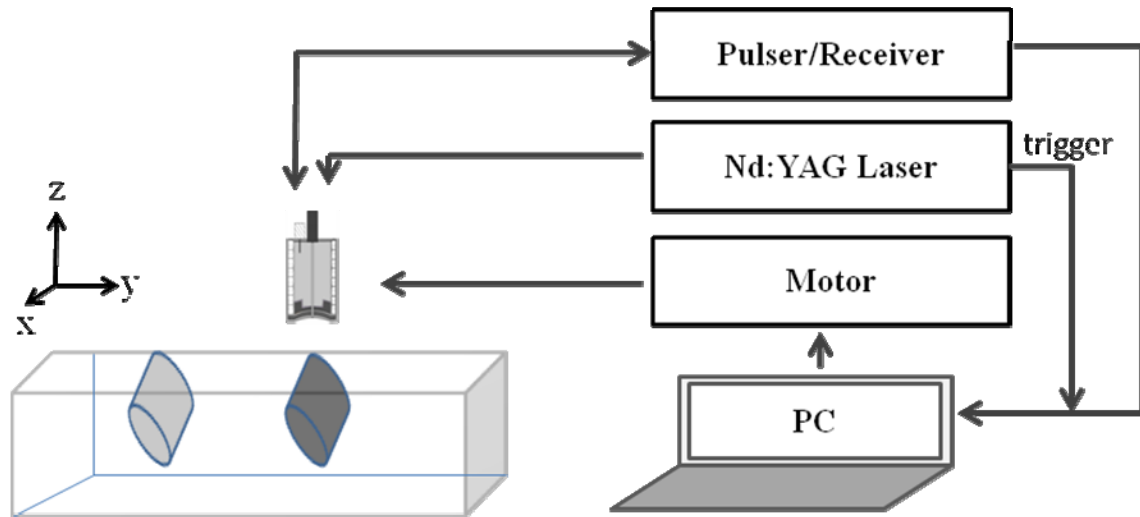 Pulser/Receiver
Nd:YAG Laser
trigger
z
y
x
Motor
PC